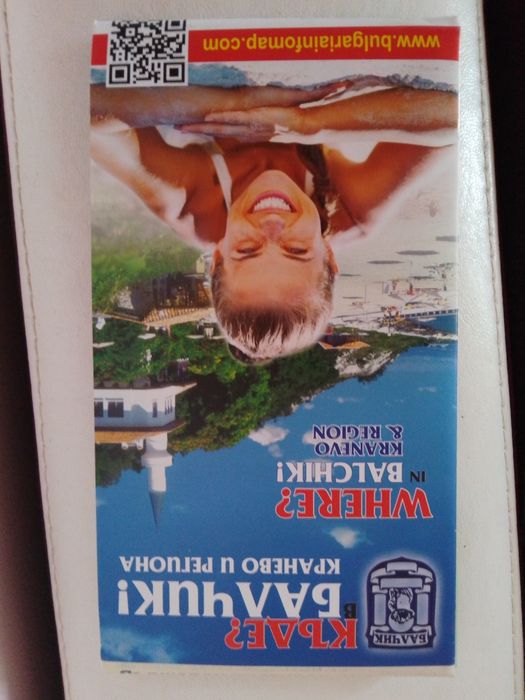 БАЛЧИК
КЪДЕ?
В БАЛЧИК!
КРАНЕВО И РЕГИОНА
WHERE?
IN BALCHIK!
KRANEVO
& REGION
www.bulgariainfomap.com